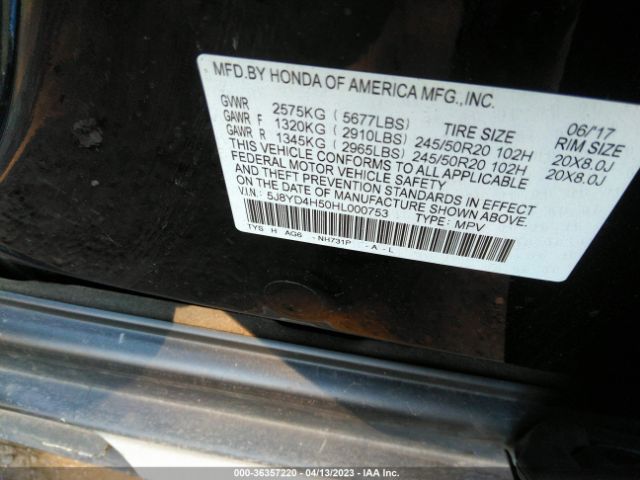 MFD.BY HONDA OF AMERICA MFG.,INC.
06/'17
GVWR 2575KG (5677LBS) TIRE SIZE RIM SIZE
GAWR F 1320KG (2910LBS) 245/50R20 102H 20X8.0J
GAWR R 1345KG (2965LBS) 245/50R20 102H 20X8.0J
THIS VEHICLE CONFORMS TO ALL APPLICABLE
FEDERAL MOTOR VEHICLE SAFETY
AND THEFT PREVENTION STANDARDS IN EFFECT
ON THE DATE OF MANUFACTURE SHOWN ABOVE.
V.I.N.: 5J8YD4H50HL000753 TYPE: MPV
TYS H AG6 -NH731P -A-L
000-36357220 - 04/13/2023 - IAA Inc.